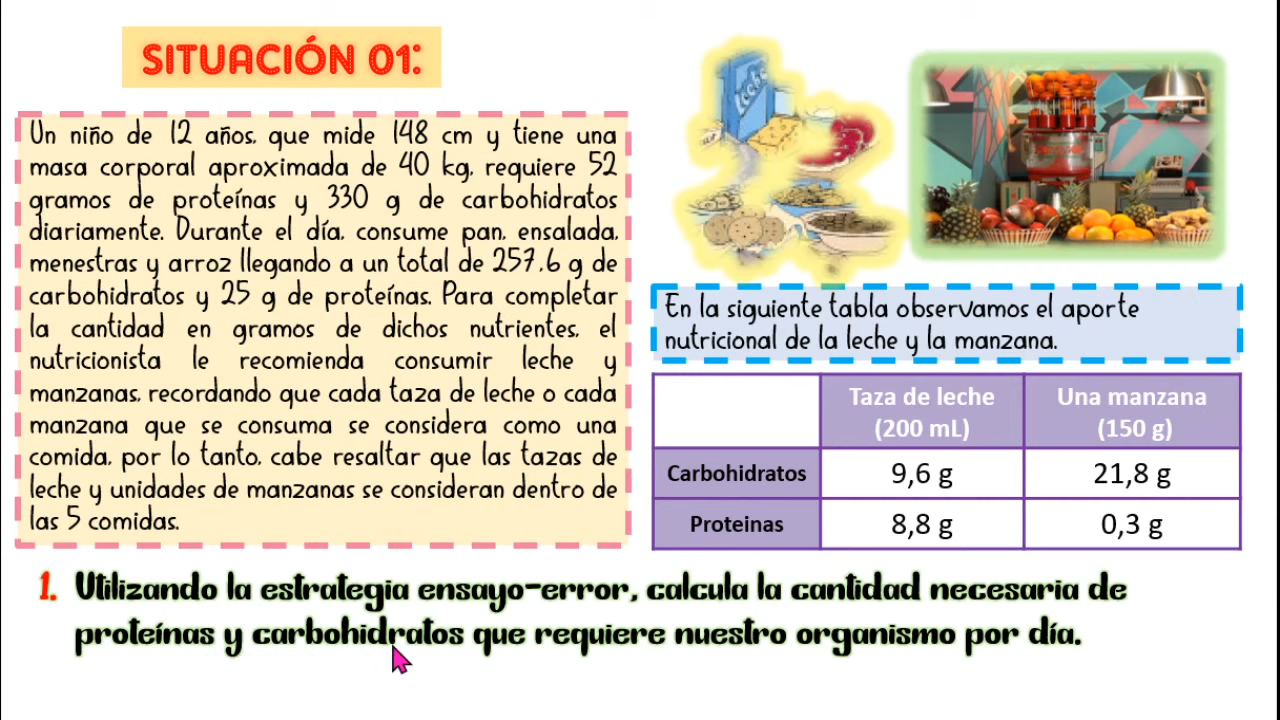 SITUACIÓN 01:
Un niño de 12 años, que mide 148 cm y tiene una
masa corporal aproximada de 40 kg, requiere 52
gramos de proteínas y 330 g de carbohidratos
diariamente. Durante el día, consume pan, ensalada,
menestras y arroz llegando a un total de 257,6 g de
carbohidratos y 25 g de proteínas. Para completar
la cantidad en gramos de dichos nutrientes, el
nutricionista le recomienda consumir leche y
manzanas, recordando que cada taza de leche o cada
manzana que se consuma se considera como una
comida, por lo tanto, cabe resaltar que las tazas de
leche y unidades de manzanas se consideran dentro de
las 5 comidas.
En la siguiente tabla observamos el aporte
nutricional de la leche y la manzana.
Taza de leche Una manzana
(200 mL) (150 g)
Carbohidratos 9,6 g 21,8 g
Proteinas 8,8 g 0,3 g
1. Utilizando la estrategia ensayo-error, calcula la cantidad necesaria de
proteínas y carbohidratos que requiere nuestro organismo por día.